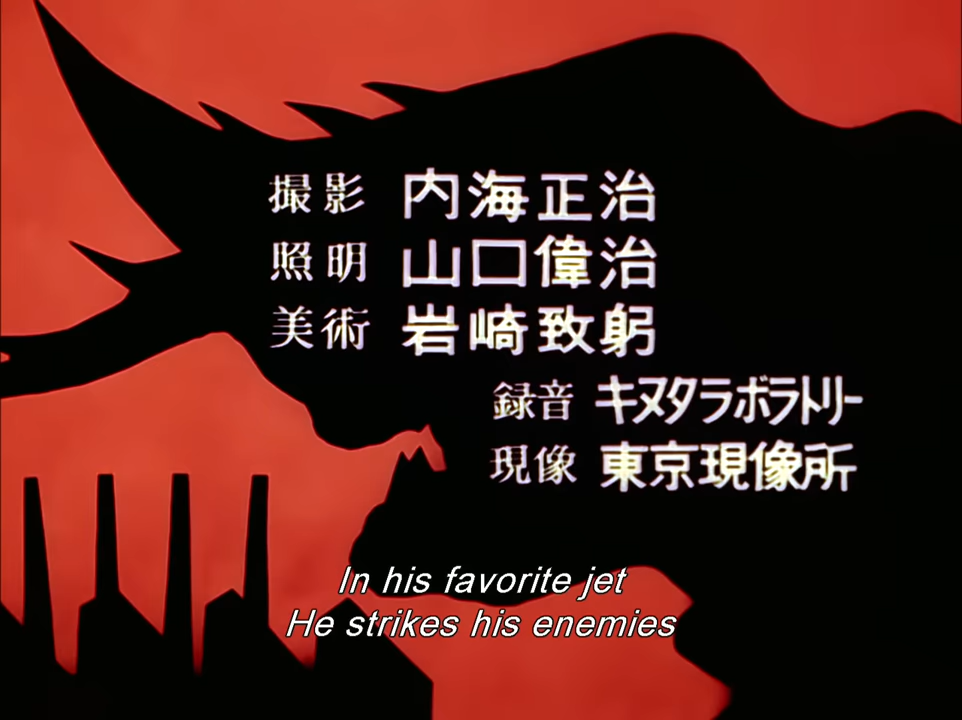 撮影 内海正治
照明 山口偉治
美術 岩崎致躬
録音 キヌタラボラトリー
現像 東京現像所
In his favorite jet
He strikes his enemies